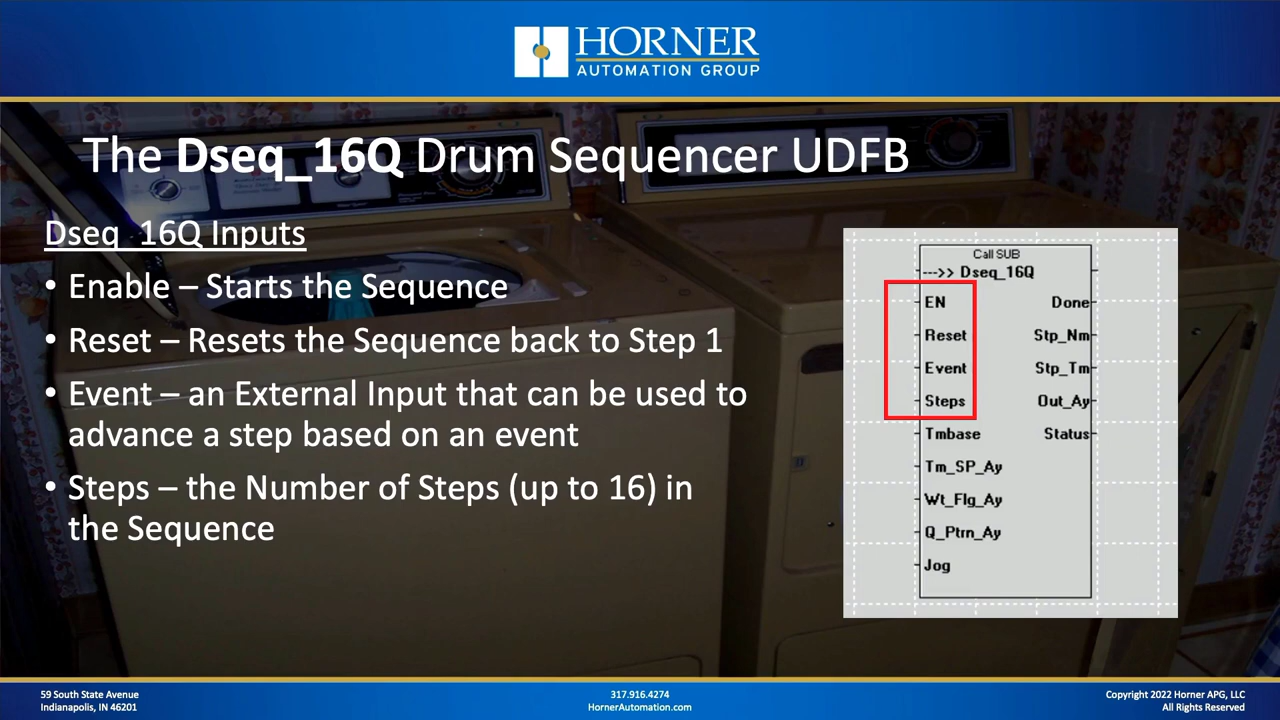 HORNER
AUTOMATION GROUP
The Dseq_16Q Drum Sequencer UDFB
Dseq_16Q Inputs
• Enable – Starts the Sequence
• Reset – Resets the Sequence back to Step 1
• Event – an External Input that can be used to
advance a step based on an event
• Steps – the Number of Steps (up to 16) in
the Sequence
Call SUB
--->> Dseq_16Q
EN Done
Reset Stp_Nm
Event Stp_Tm
Steps Out_Ay
Tmbase Status
Tm_SP_Ay
Wt_Flg_Ay
Q_Ptrn_Ay
Jog
59 South State Avenue
Indianapolis, IN 46201
317.916.4274
HornerAutomation.com
Copyright 2022 Horner APG, LLC
All Rights Reserved